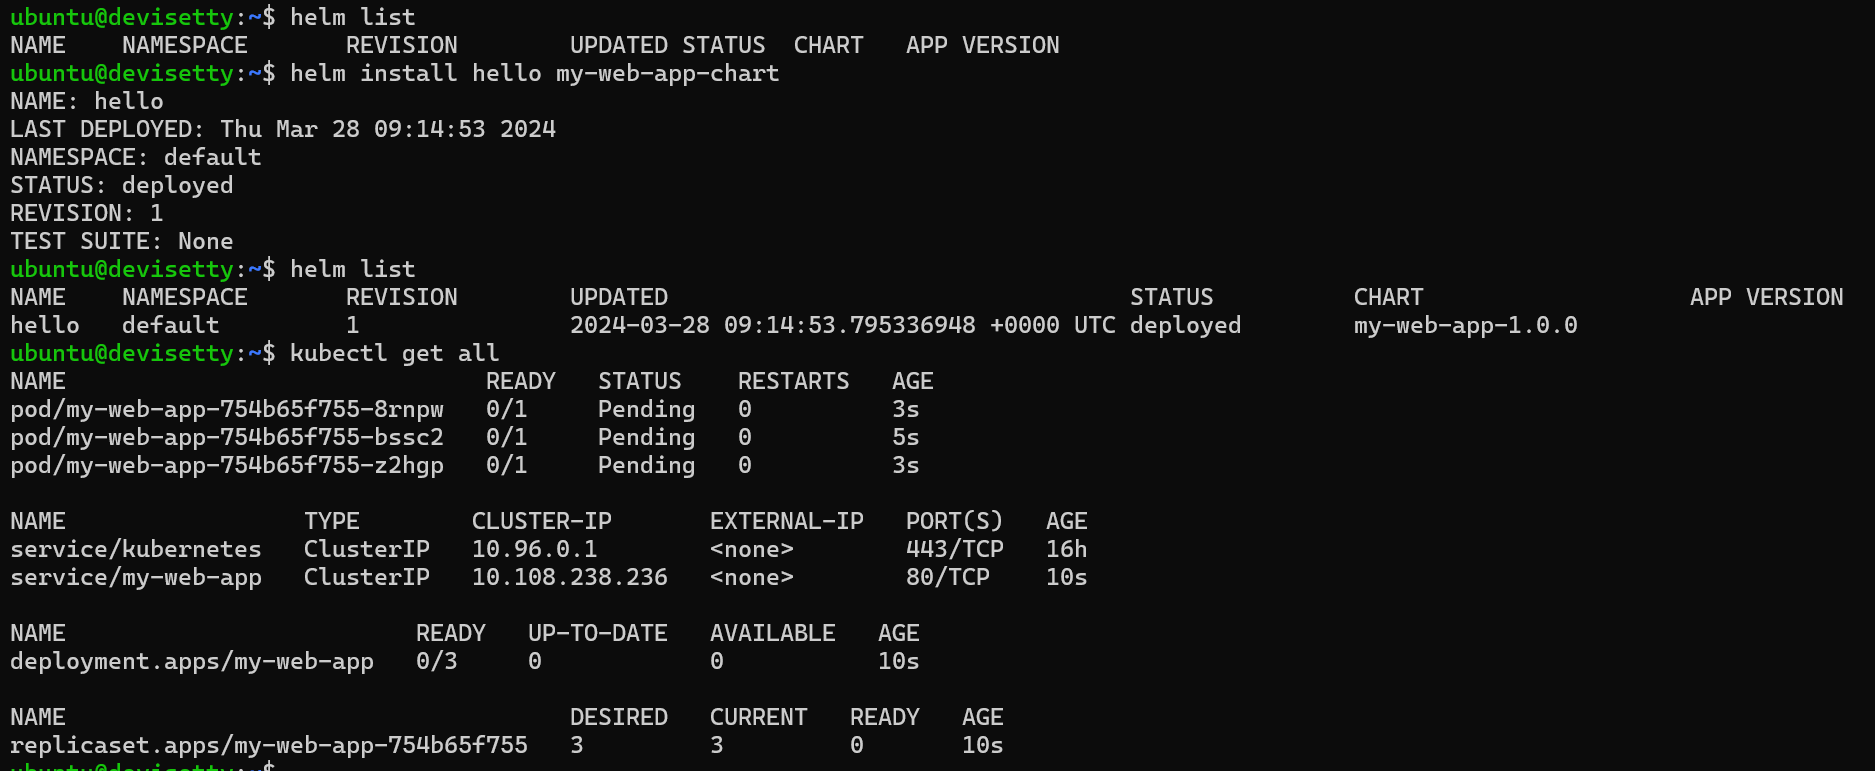 ubuntu@devisetty:~$ helm list
NAME    NAMESPACE       REVISION        UPDATED STATUS  CHART   APP VERSION
ubuntu@devisetty:~$ helm install hello my-web-app-chart
NAME: hello
LAST DEPLOYED: Thu Mar 28 09:14:53 2024
NAMESPACE: default
STATUS: deployed
REVISION: 1
TEST SUITE: None
ubuntu@devisetty:~$ helm list
NAME    NAMESPACE       REVISION        UPDATED                                 STATUS          CHART                   APP VERSION
hello   default         1               2024-03-28 09:14:53.795336948 +0000 UTC deployed        my-web-app-1.0.0
ubuntu@devisetty:~$ kubectl get all
NAME                              READY   STATUS    RESTARTS   AGE
pod/my-web-app-754b65f755-8rnpw   0/1     Pending   0          3s
pod/my-web-app-754b65f755-bssc2   0/1     Pending   0          5s
pod/my-web-app-754b65f755-z2hgp   0/1     Pending   0          3s
NAME                 TYPE        CLUSTER-IP       EXTERNAL-IP   PORT(S)   AGE
service/kubernetes   ClusterIP   10.96.0.1        <none>        443/TCP   16h
service/my-web-app   ClusterIP   10.108.238.236   <none>        80/TCP    10s
NAME                         READY   UP-TO-DATE   AVAILABLE   AGE
deployment.apps/my-web-app   0/3     0            0           10s
NAME                                    DESIRED   CURRENT   READY   AGE
replicaset.apps/my-web-app-754b65f755   3         3         0       10s
ubuntu@devisetty:~$